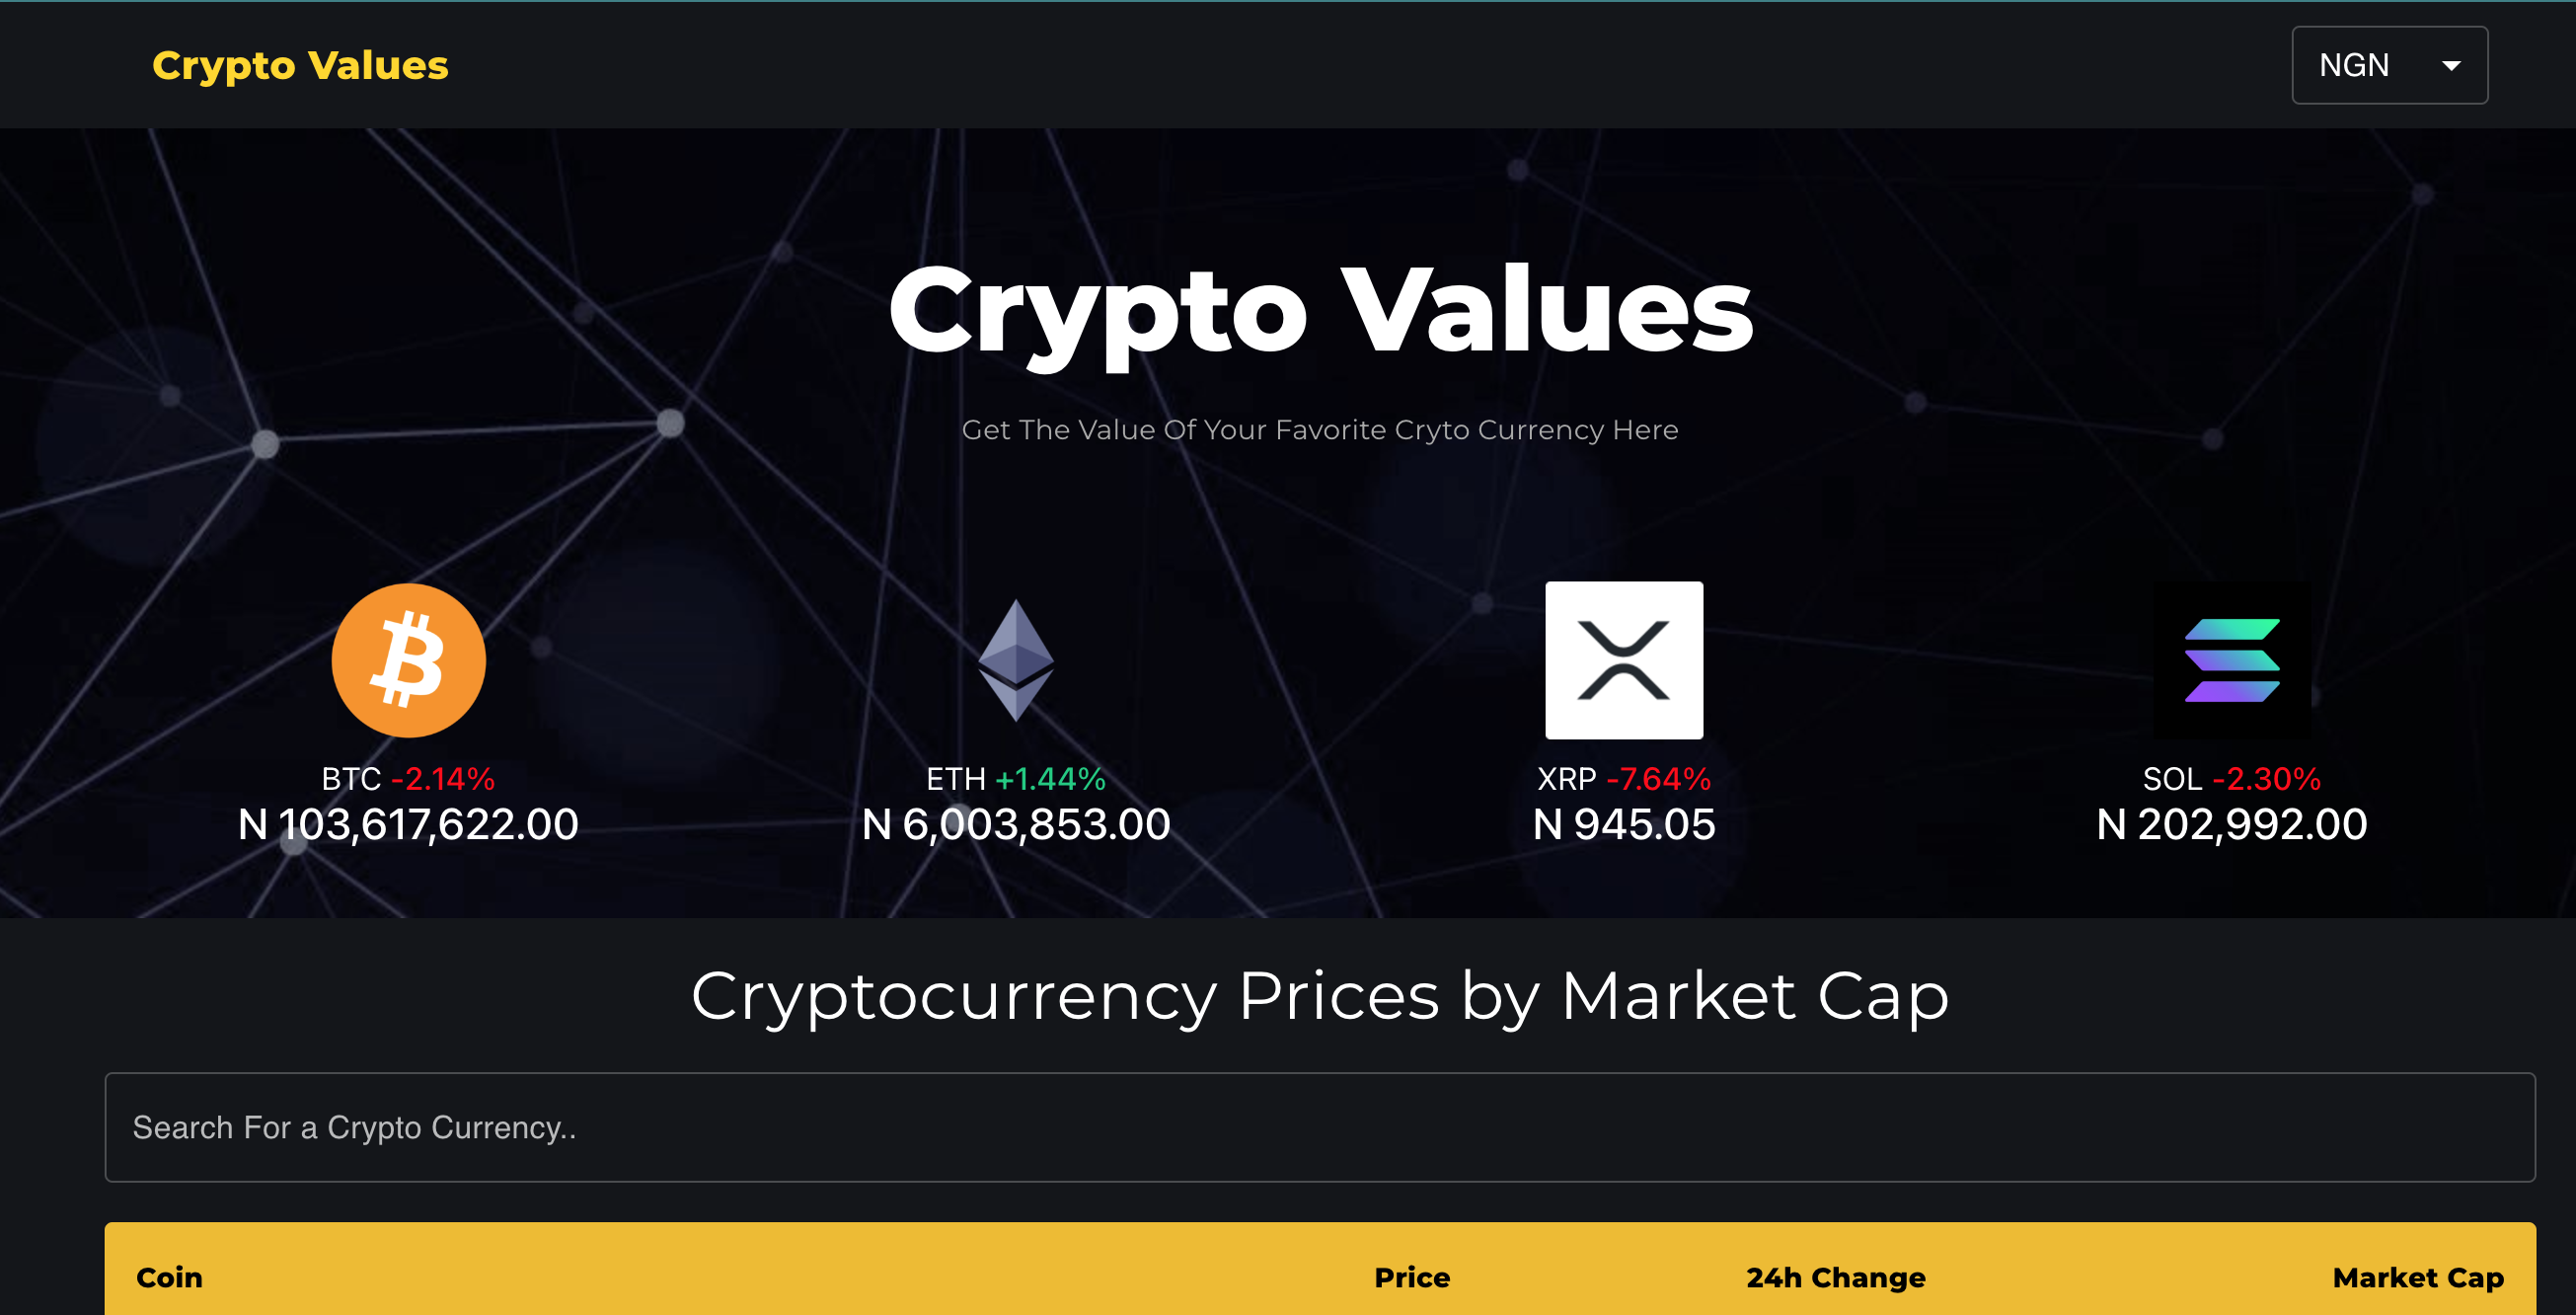 Crypto Values
NGN
Crypto Values
Get The Value Of Your Favorite Cryto Currency Here
BTC -2.14%
N 103,617,622.00
ETH +1.44%
N 6,003,853.00
XRP -7.64%
N 945.05
SOL -2.30%
N 202,992.00
Cryptocurrency Prices by Market Cap
Search For a Crypto Currency..
Coin Price 24h Change Market Cap